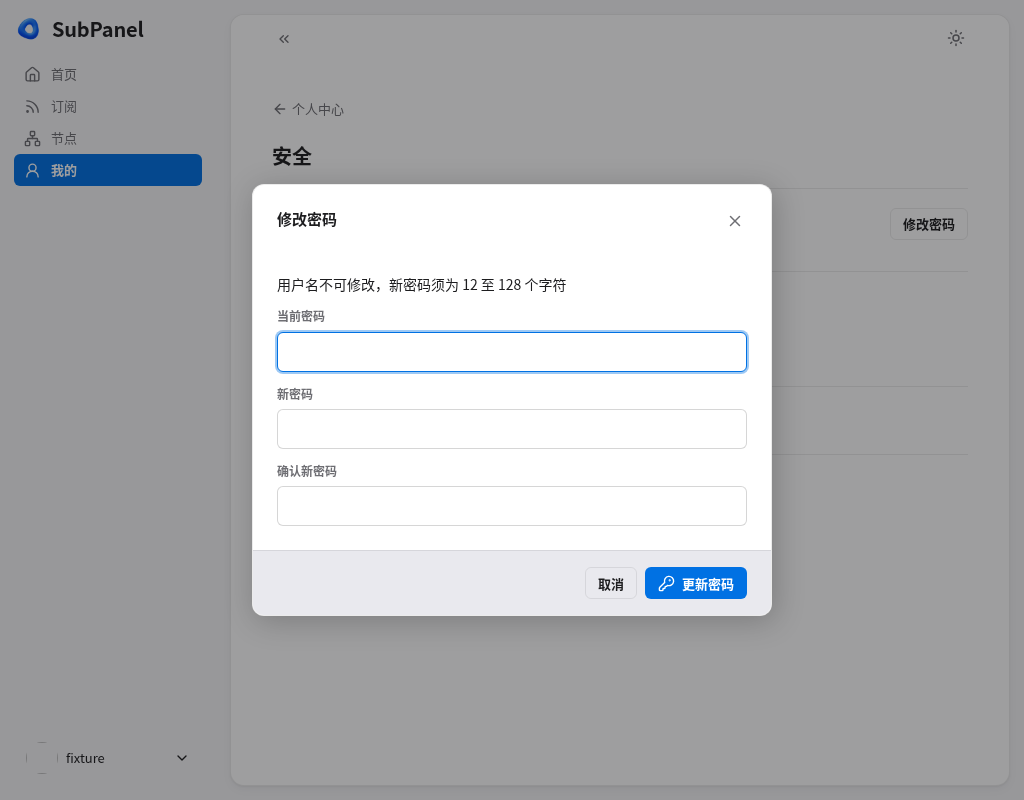 SubPanel
首页
订阅
节点
我的
个人中心
安全
修改密码
修改密码
用户名不可修改，新密码须为 12 至 128 个字符
当前密码
新密码
确认新密码
取消
更新密码
fixture